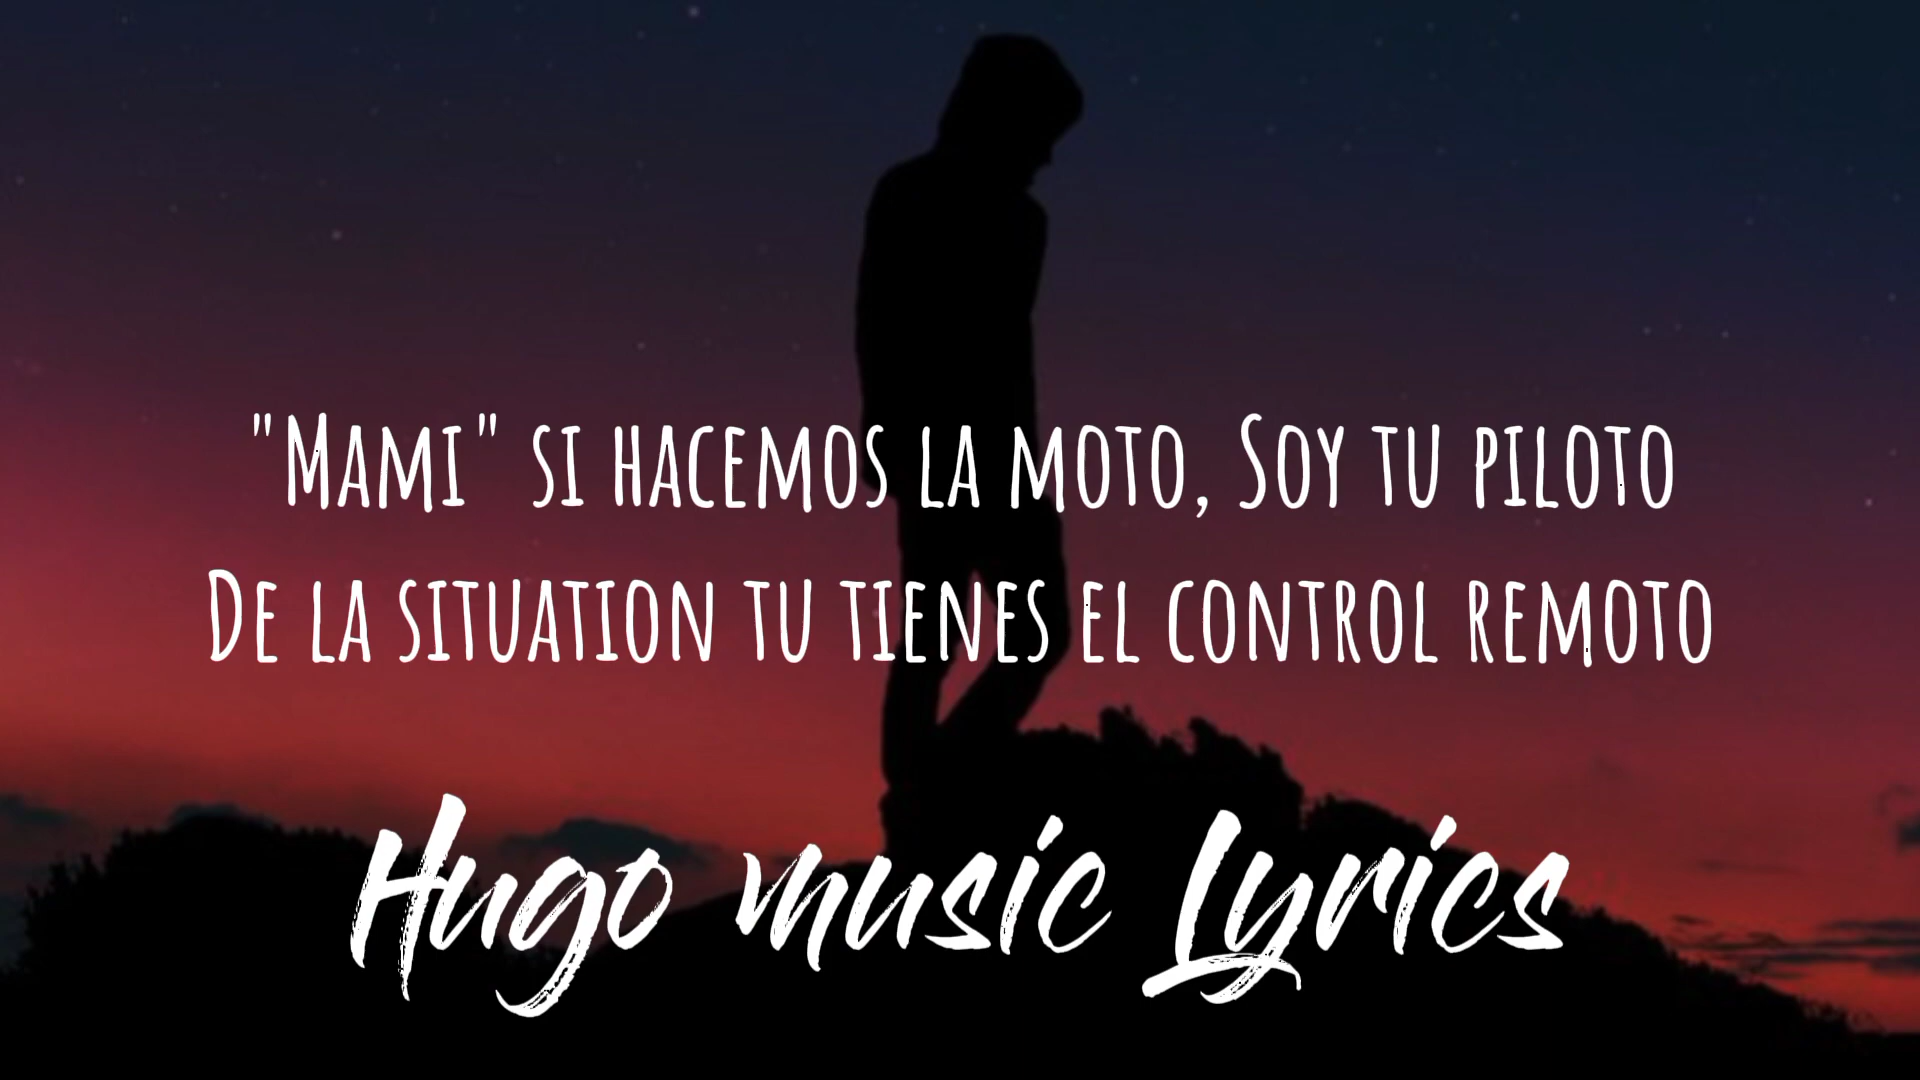 "Mami" si hacemos la moto, Soy tu piloto
De la situation tu tienes el control remoto
Hugo music Lyrics